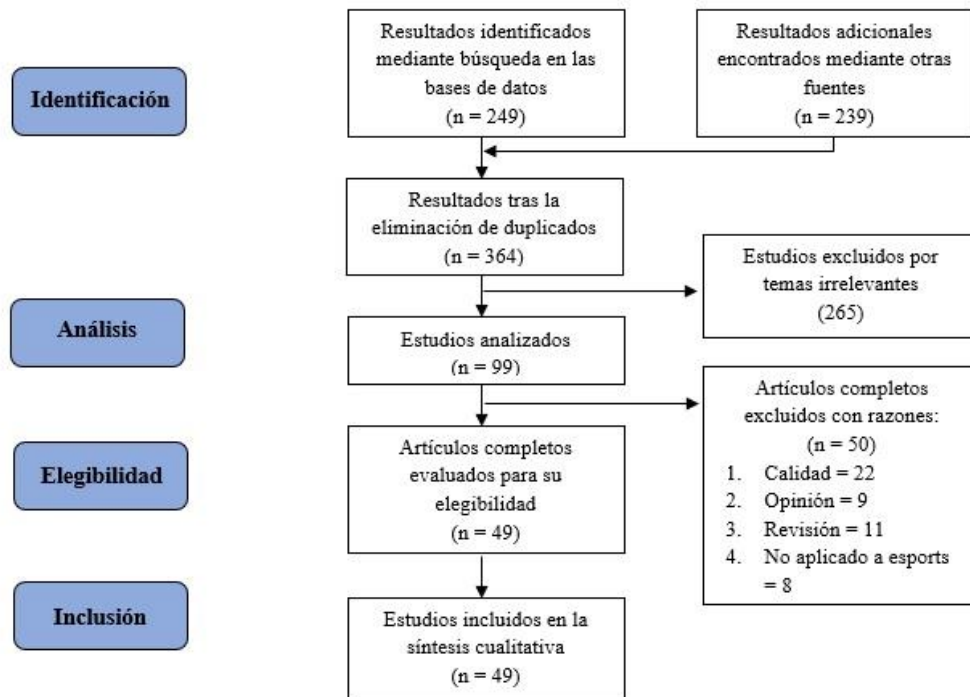 Identificación
Resultados identificados
mediante búsqueda en las
bases de datos
(n = 249)
Resultados adicionales
encontrados mediante otras
fuentes
(n = 239)
Resultados tras la
eliminación de duplicados
(n = 364)
Estudios excluidos por
temas irrelevantes
(265)
Análisis
Estudios analizados
(n = 99)
Artículos completos
excluidos con razones:
(n = 50)
1. Calidad = 22
2. Opinión = 9
3. Revisión = 11
4. No aplicado a esports
= 8
Elegibilidad
Artículos completos
evaluados para su
elegibilidad
(n = 49)
Inclusión
Estudios incluidos en la
síntesis cualitativa
(n = 49)